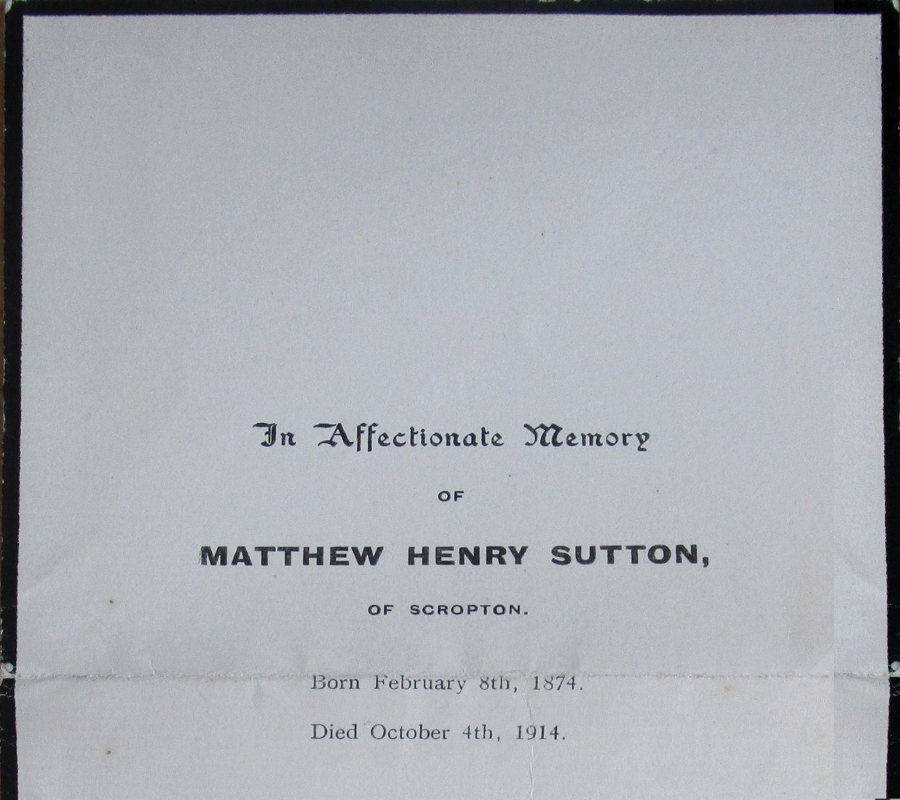 In Affectionate Memory
OF
MATTHEW HENRY SUTTON,
OF SCROPTON.
Born February 8th, 1874.
Died October 4th, 1914.